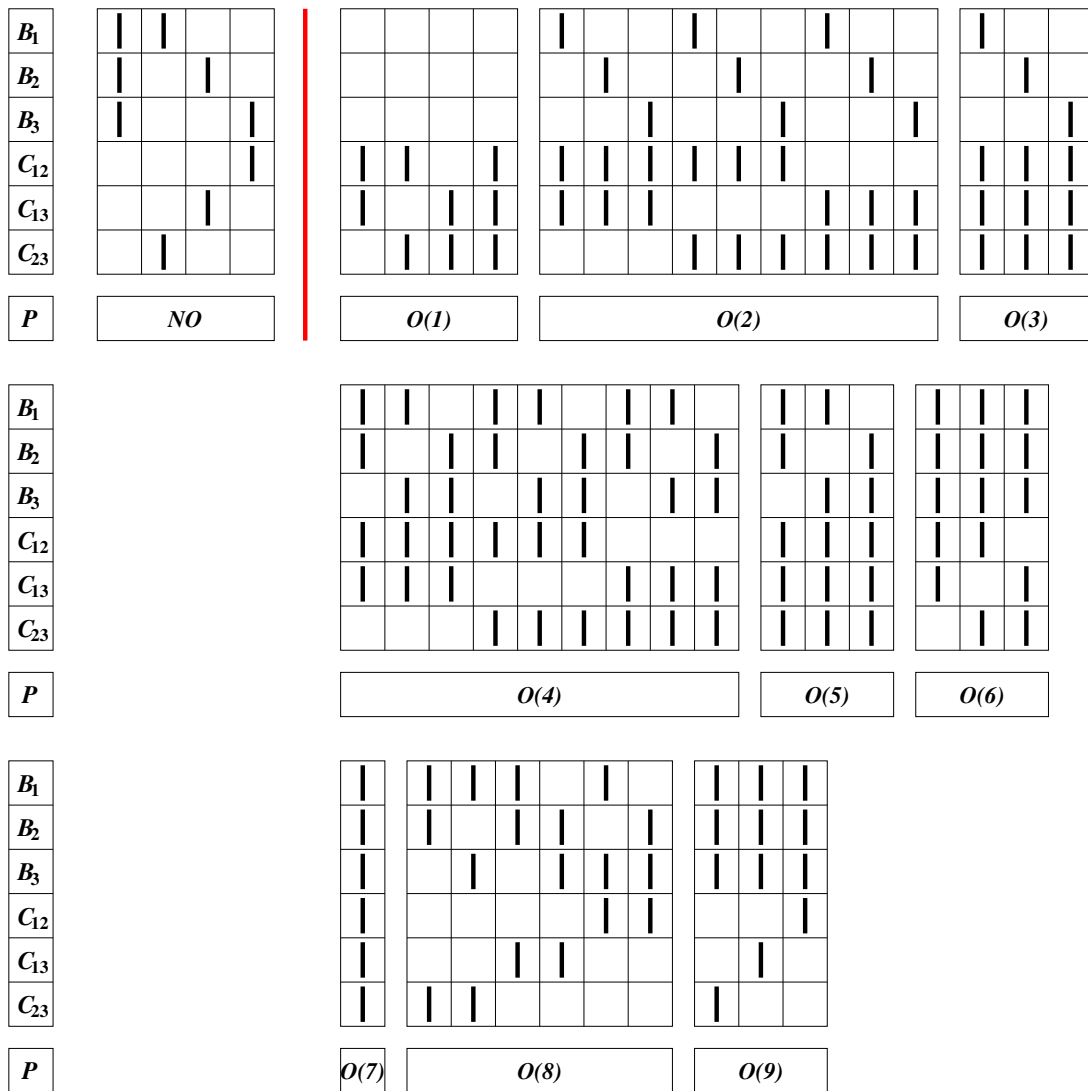 B1
B2
B3
C12
C13
C23
P NO O(1) O(2) O(3)
B1
B2
B3
C12
C13
C23
P O(4) O(5) O(6)
B1
B2
B3
C12
C13
C23
P O(7) O(8) O(9)